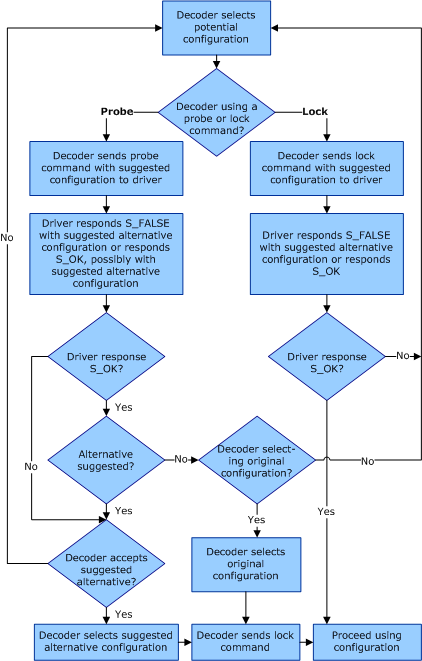 Decoder selects
potential
configuration
Decoder using a
probe or lock
command?
Probe
Lock
Decoder sends probe
command with suggested
configuration to driver
Decoder sends lock
command with suggested
configuration to driver
Driver responds S_FALSE
with suggested alternative
configuration or responds
S_OK, possibly with
suggested alternative
configuration
Driver responds S_FALSE
with suggested alternative
configuration or responds
S_OK
No
Driver response
S_OK?
Driver response
S_OK?
No
Yes
Alternative
suggested?
No
Decoder select-
ing original
configuration?
No
No
Yes
Yes
Yes
Decoder accepts
suggested
alternative?
Decoder selects
original
configuration
Yes
Decoder selects suggested
alternative configuration
Decoder sends lock
command
Proceed using
configuration